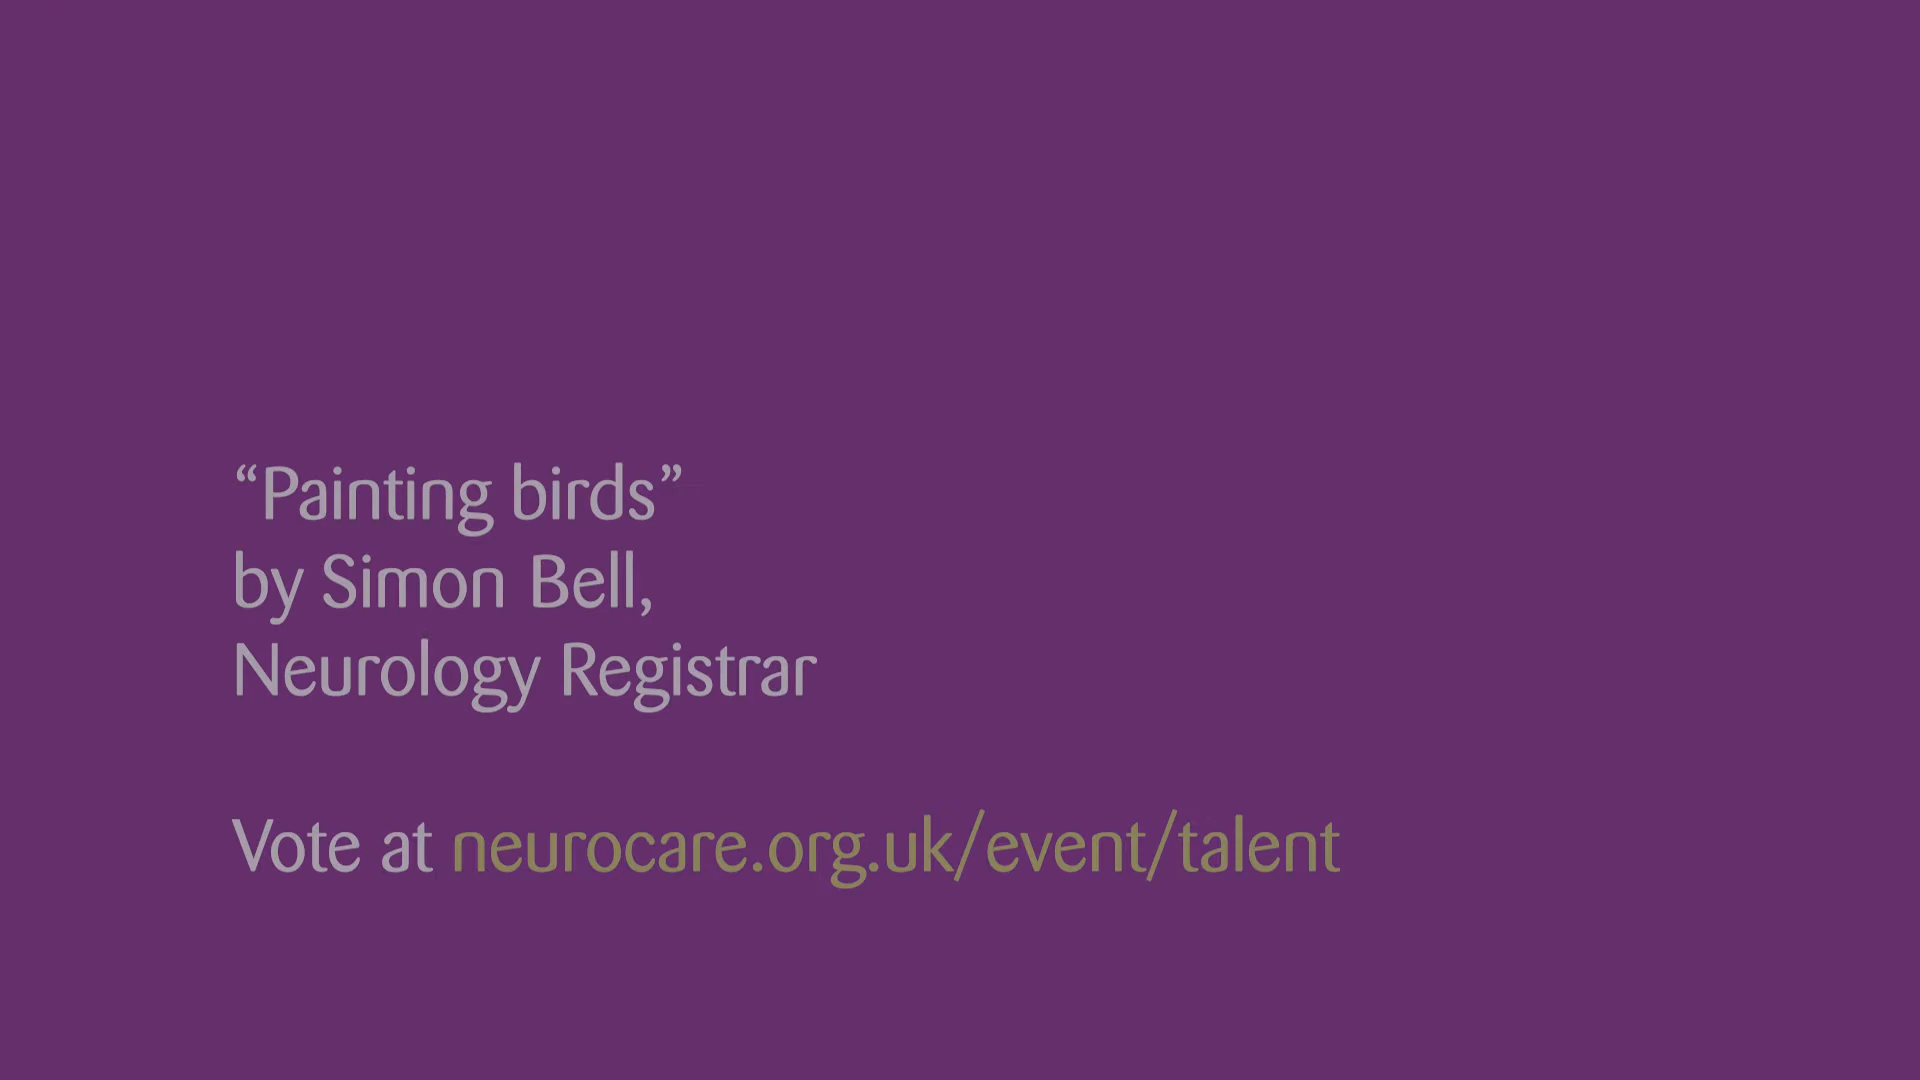 “Painting birds”
by Simon Bell,
Neurology Registrar
Vote at neurocare.org.uk/event/talent